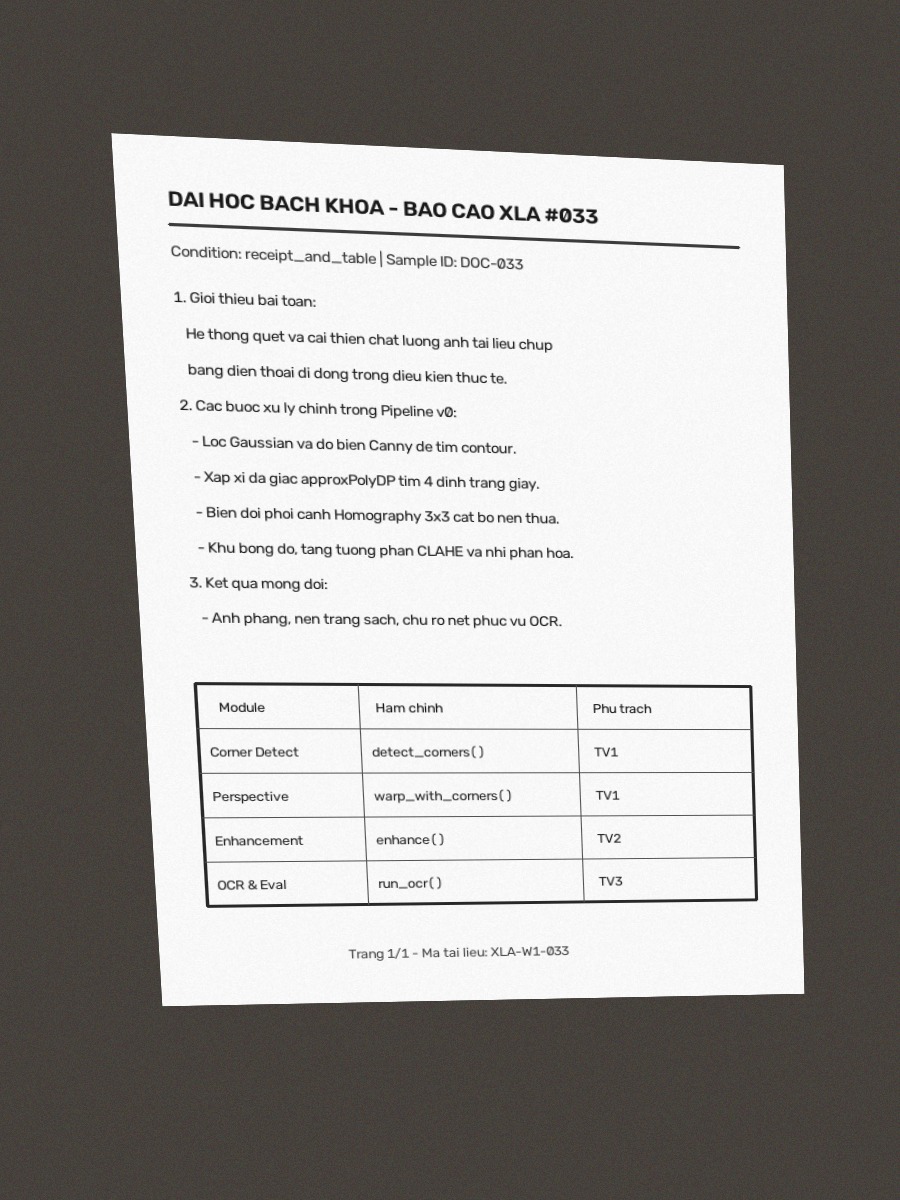 DAI HOC BACH KHOA - BAO CAO XLA #033
Condition: receipt_and_table | Sample ID: DOC-033
1. Gioi thieu bai toan:
He thong quet va cai thien chat luong anh tai lieu chup
bang dien thoai di dong trong dieu kien thuc te.
2. Cac buoc xu ly chinh trong Pipeline v0:
- Loc Gaussian va do bien Canny de tim contour.
- Xap xi da giac approxPolyDP tim 4 dinh trang giay.
- Bien doi phoi canh Homography 3x3 cat bo nen thua.
- Khu bong do, tang tuong phan CLAHE va nhi phan hoa.
3. Ket qua mong doi:
- Anh phang, nen trang sach, chu ro net phuc vu OCR.
Module Ham chinh Phu trach
Corner Detect detect_corners() TV1
Perspective warp_with_corners() TV1
Enhancement enhance() TV2
OCR & Eval run_ocr() TV3
Trang 1/1 - Ma tai lieu: XLA-W1-033